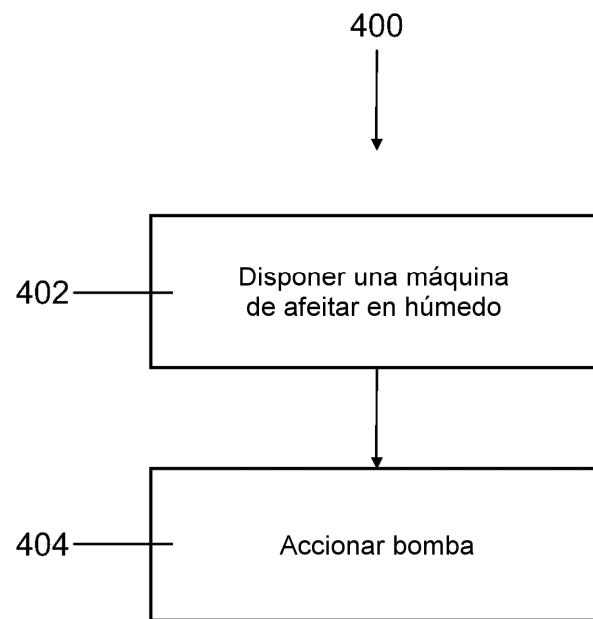 400
402
Disponer una máquina
de afeitar en húmedo
404
Accionar bomba